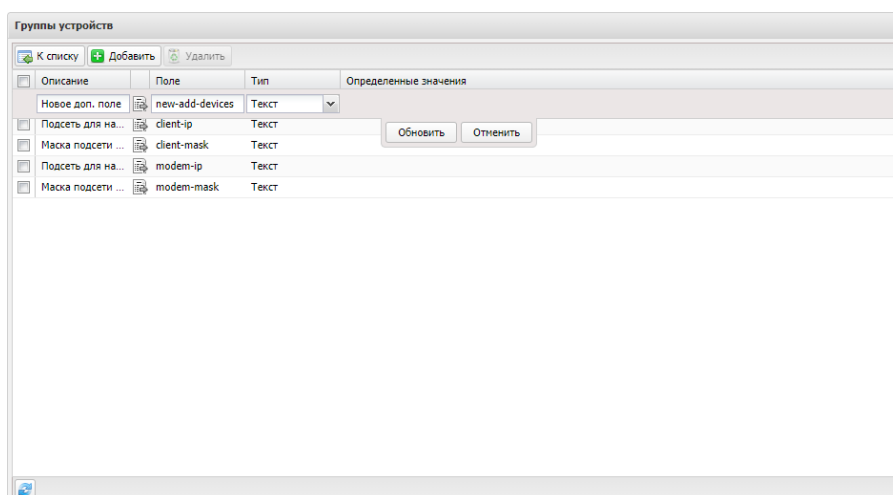 Группы устройств
К списку Добавить Удалить
Описание Поле Тип Определенные значения
Новое доп. поле new-add-devices Текст
Подсеть для на... client-ip Текст
Обновить Отменить
Маска подсети ... client-mask Текст
Подсеть для на... modem-ip Текст
Маска подсети ... modem-mask Текст